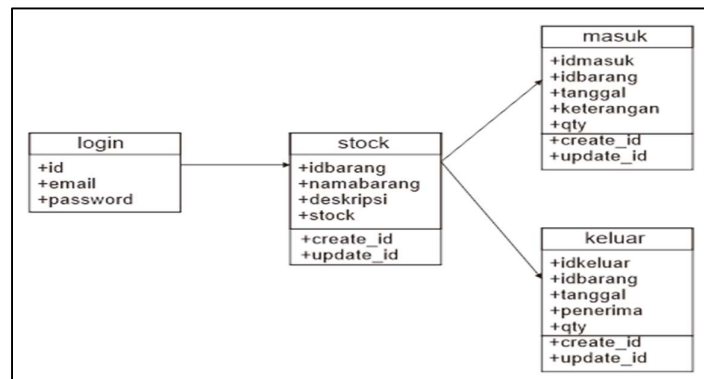 login
+id
+email
+password
stock
+idbarang
+namabarang
+deskripsi
+stock
+create_id
+update_id
masuk
+idmasuk
+idbarang
+tanggal
+keterangan
+qty
+create_id
+update_id
keluar
+idkeluar
+idbarang
+tanggal
+penerima
+qty
+create_id
+update_id